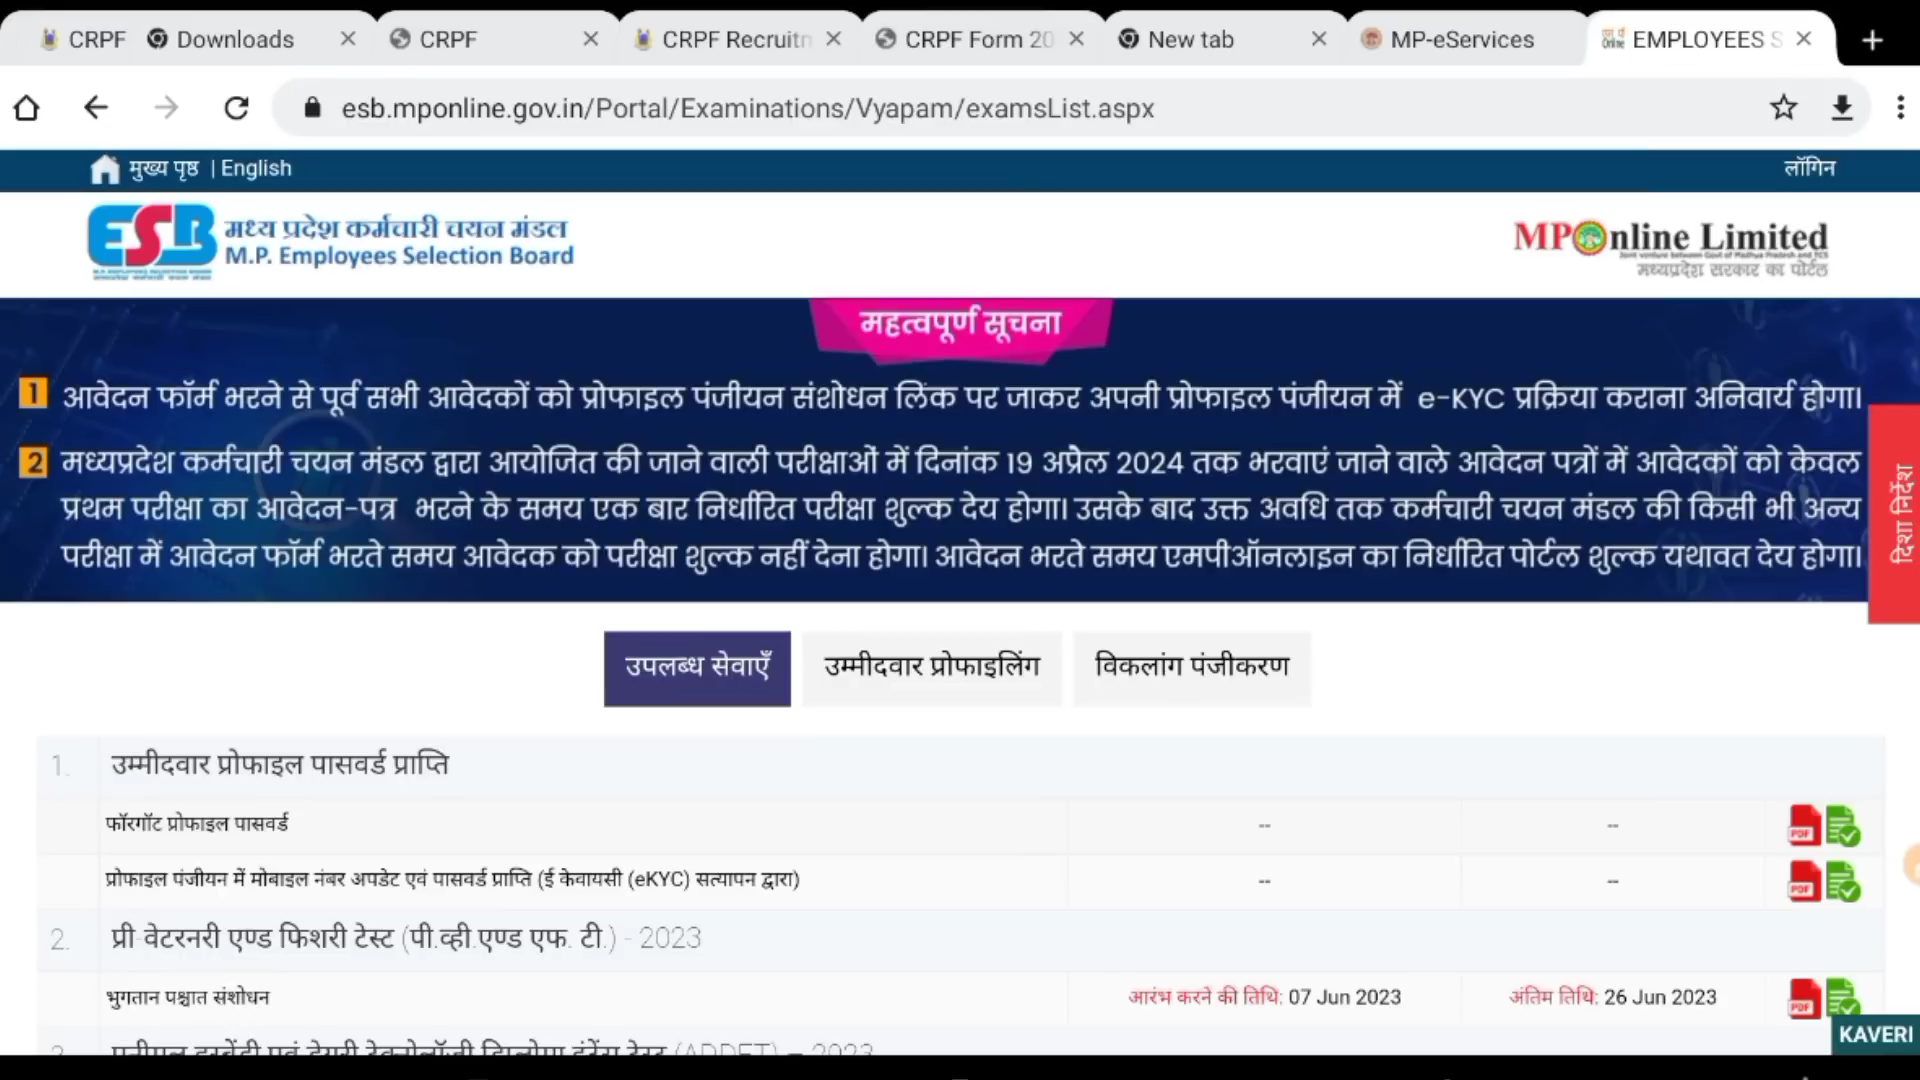 CRPF
Downloads
CRPF
CRPF Recruitn
CRPF Form 20
New tab
MP-eServices
EMPLOYEES S
esb.mponline.gov.in/Portal/Examinations/Vyapam/examsList.aspx
मुख्य पृष्ठ | English
लॉगिन
ESB
मध्य प्रदेश कर्मचारी चयन मंडल
M.P. Employees Selection Board
MPOnline Limited
मध्यप्रदेश सरकार का पोर्टल
महत्वपूर्ण सूचना
1 आवेदन फॉर्म भरने से पूर्व सभी आवेदकों को प्रोफाइल पंजीयन संशोधन लिंक पर जाकर अपनी प्रोफाइल पंजीयन में e-KYC प्रक्रिया कराना अनिवार्य होगा।
2 मध्यप्रदेश कर्मचारी चयन मंडल द्वारा आयोजित की जाने वाली परीक्षाओं में दिनांक 19 अप्रैल 2024 तक भरवाएं जाने वाले आवेदन पत्रों में आवेदकों को केवल
प्रथम परीक्षा का आवेदन-पत्र भरने के समय एक बार निर्धारित परीक्षा शुल्क देय होगा। उसके बाद उक्त अवधि तक कर्मचारी चयन मंडल की किसी भी अन्य
परीक्षा में आवेदन फॉर्म भरते समय आवेदक को परीक्षा शुल्क नहीं देना होगा। आवेदन भरते समय एमपीऑनलाइन का निर्धारित पोर्टल शुल्क यथावत देय होगा।
दिशा निर्देश
उपलब्ध सेवाएँ
उम्मीदवार प्रोफाइलिंग
विकलांग पंजीकरण
1. उम्मीदवार प्रोफाइल पासवर्ड प्राप्ति
फॉरगॉट प्रोफाइल पासवर्ड -- -- PDF
प्रोफाइल पंजीयन में मोबाइल नंबर अपडेट एवं पासवर्ड प्राप्ति (ई केवायसी (eKYC) सत्यापन द्वारा) -- -- PDF
2. प्री-वेटरनरी एण्ड फिशरी टेस्ट (पी.व्ही.एण्ड एफ. टी.) - 2023
भुगतान पश्चात संशोधन आरंभ करने की तिथि: 07 Jun 2023 अंतिम तिथि: 26 Jun 2023 PDF
KAVERI